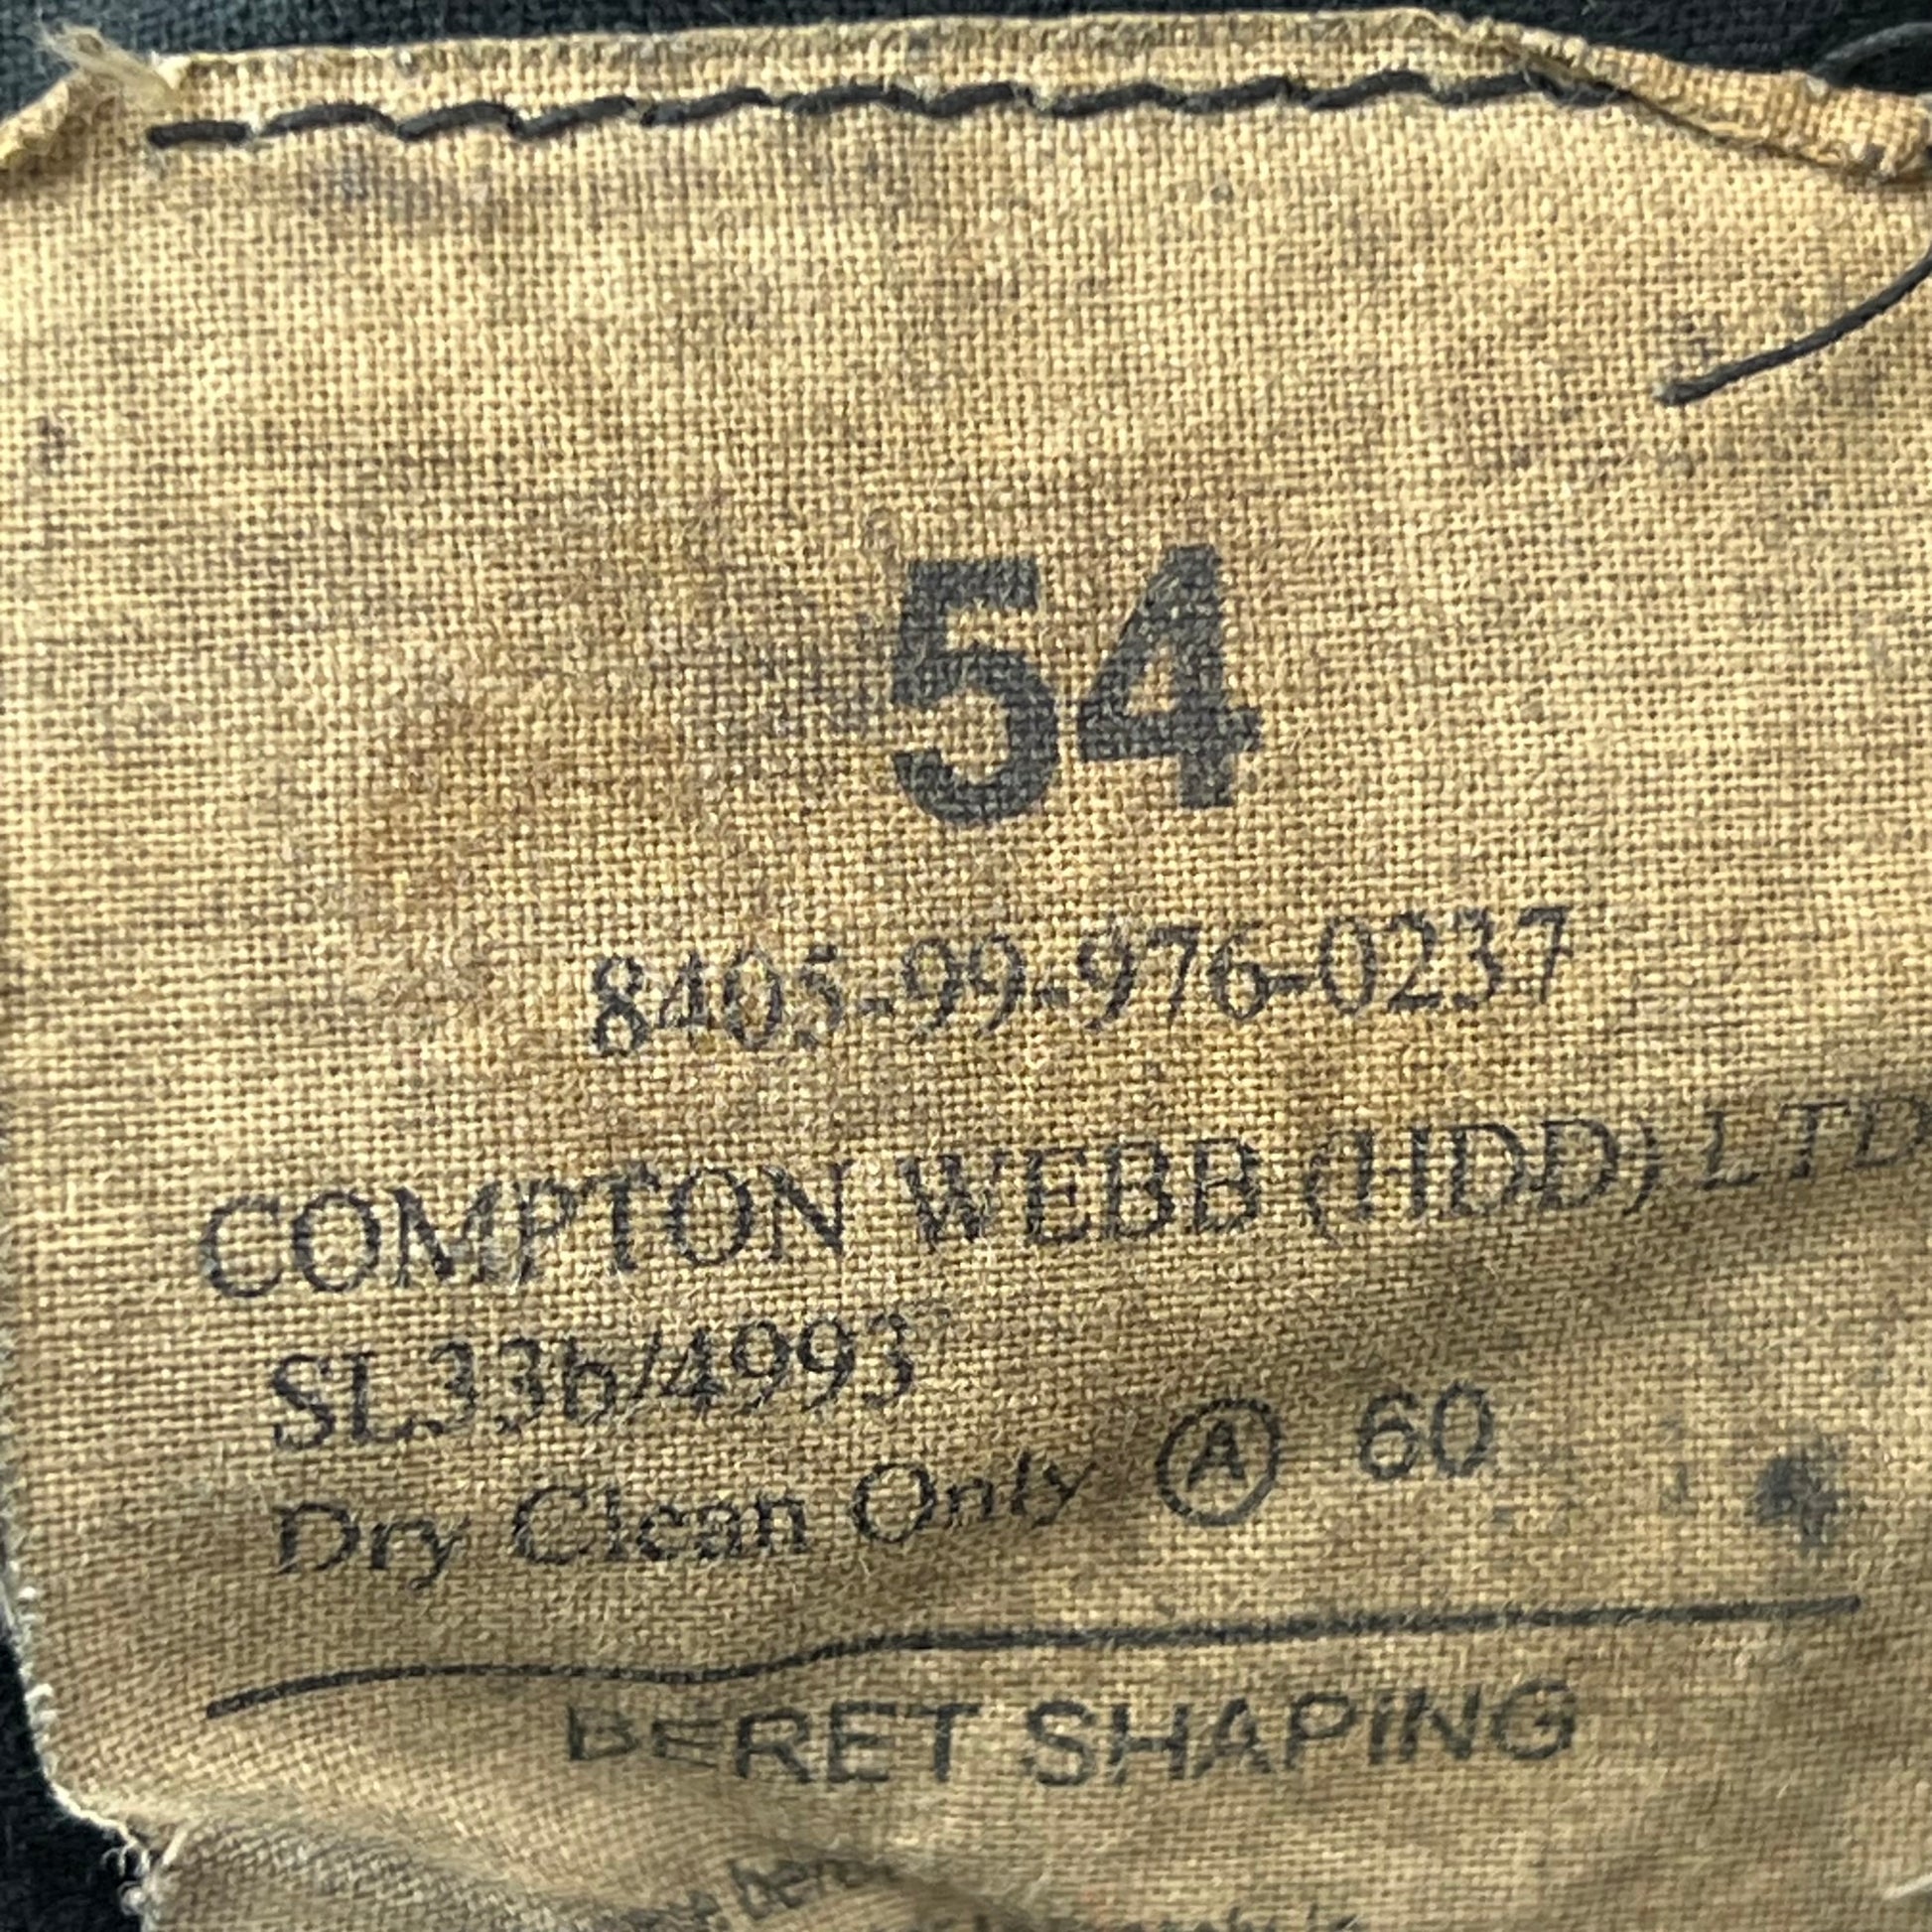 54
8405-99-976-0237
COMPTON WEBB (HDD) LTD
SL33b/4993
Dry Clean Only Ⓐ 60
BERET SHAPING